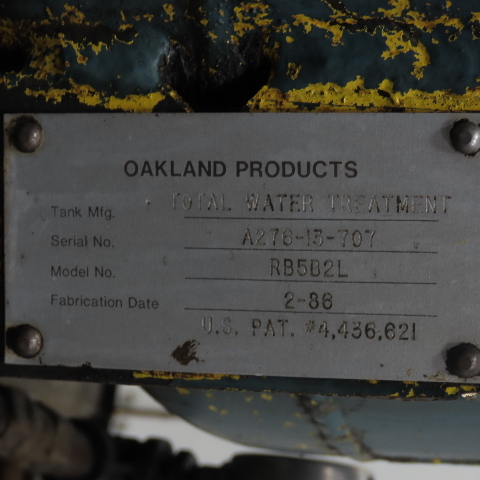 OAKLAND PRODUCTS
Tank Mfg. TOTAL WATER TREATMENT
Serial No. A276-15-707
Model No. RB5B2L
Fabrication Date 2-86
U.S. PAT. #4,436,621